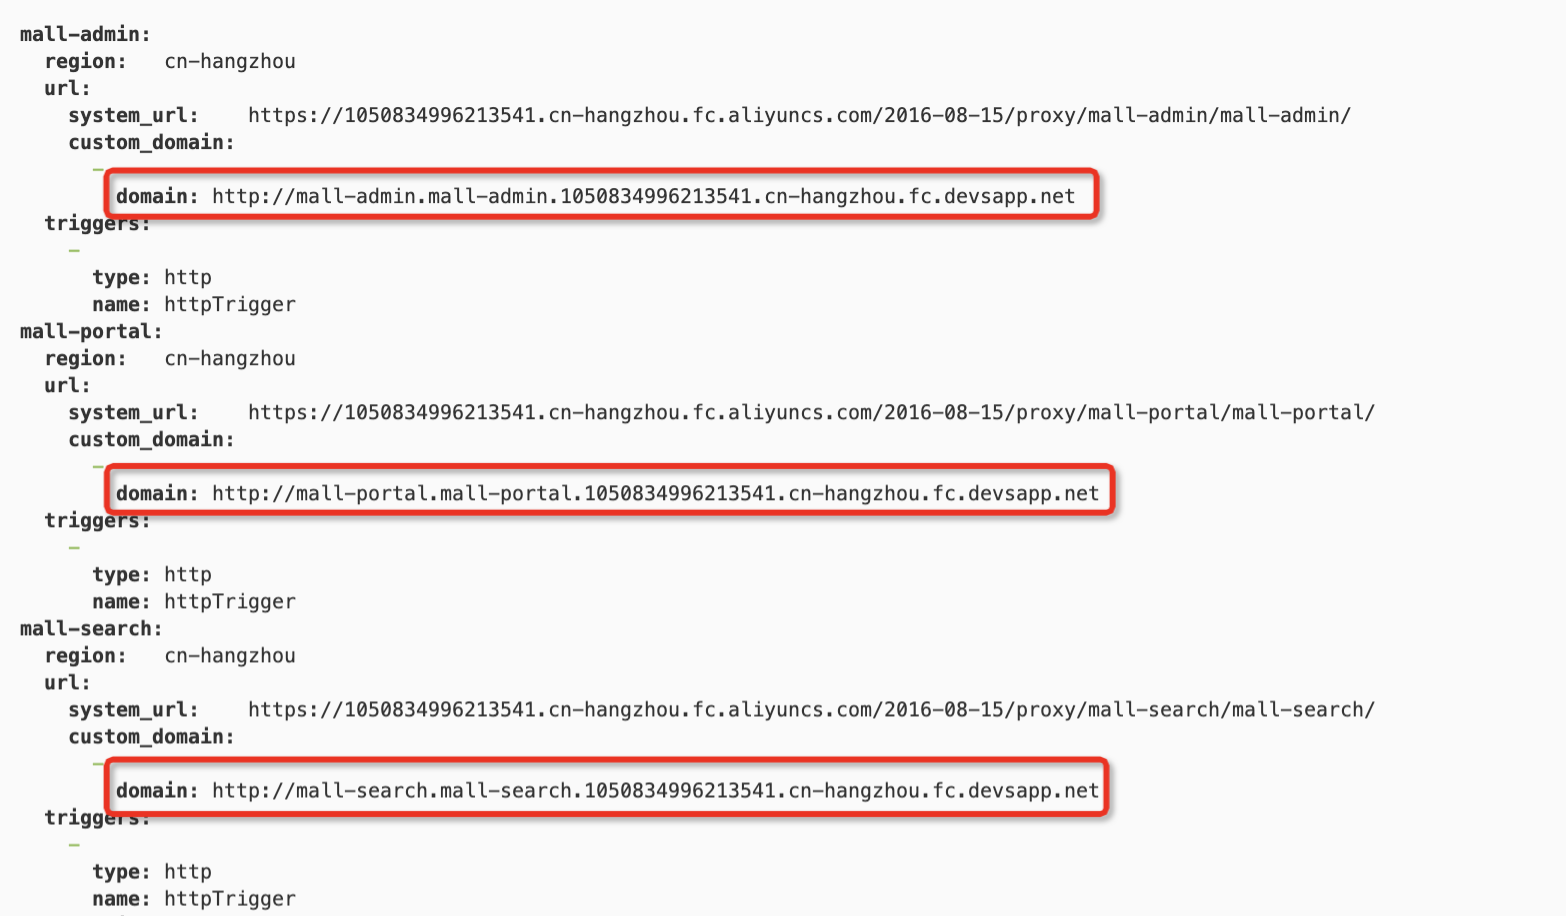 mall-admin:
region: cn-hangzhou
url:
system_url: https://1050834996213541.cn-hangzhou.fc.aliyuncs.com/2016-08-15/proxy/mall-admin/mall-admin/
custom_domain:
-
domain: http://mall-admin.mall-admin.1050834996213541.cn-hangzhou.fc.devsapp.net
triggers:
-
type: http
name: httpTrigger
mall-portal:
region: cn-hangzhou
url:
system_url: https://1050834996213541.cn-hangzhou.fc.aliyuncs.com/2016-08-15/proxy/mall-portal/mall-portal/
custom_domain:
-
domain: http://mall-portal.mall-portal.1050834996213541.cn-hangzhou.fc.devsapp.net
triggers:
-
type: http
name: httpTrigger
mall-search:
region: cn-hangzhou
url:
system_url: https://1050834996213541.cn-hangzhou.fc.aliyuncs.com/2016-08-15/proxy/mall-search/mall-search/
custom_domain:
-
domain: http://mall-search.mall-search.1050834996213541.cn-hangzhou.fc.devsapp.net
triggers:
-
type: http
name: httpTrigger